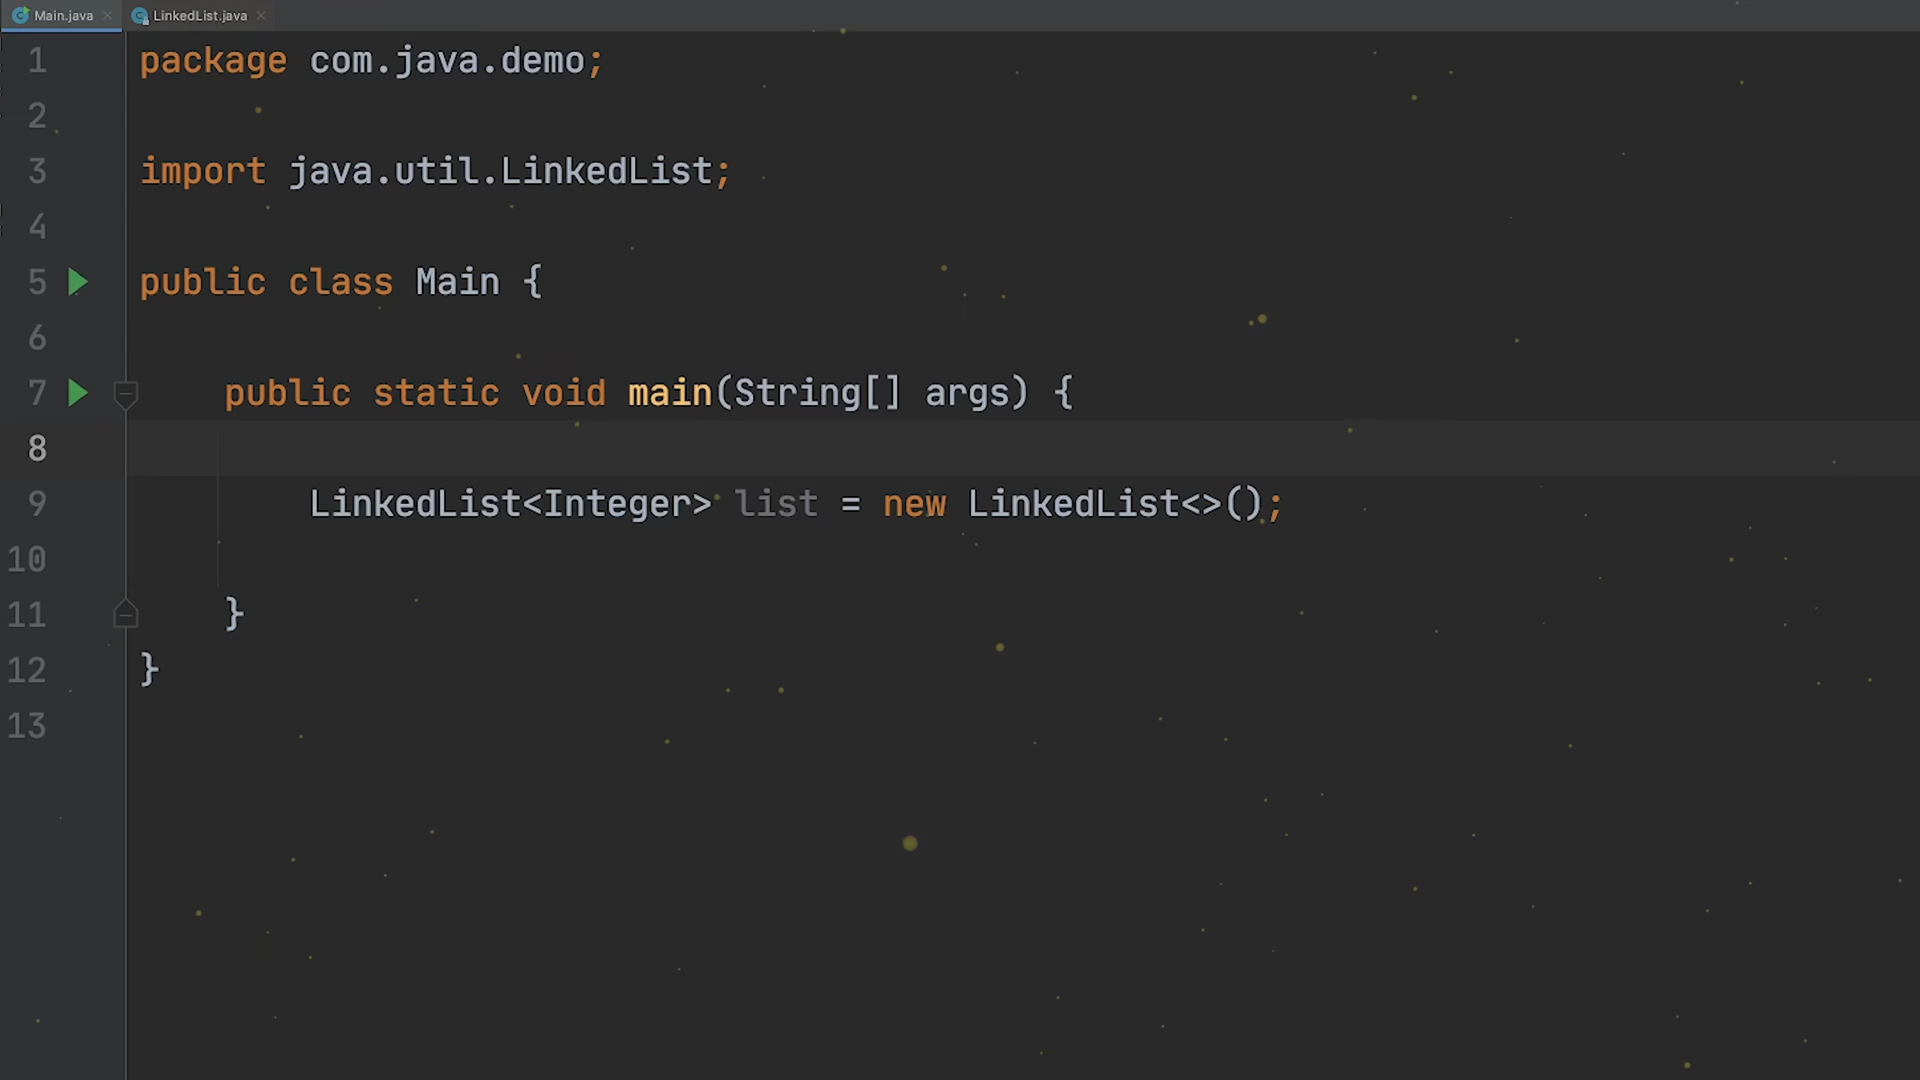 Main.java
LinkedList.java
1 package com.java.demo;
2
3 import java.util.LinkedList;
4
5 public class Main {
6
7 public static void main(String[] args) {
8
9 LinkedList<Integer> list = new LinkedList<>();
10
11 }
12 }
13